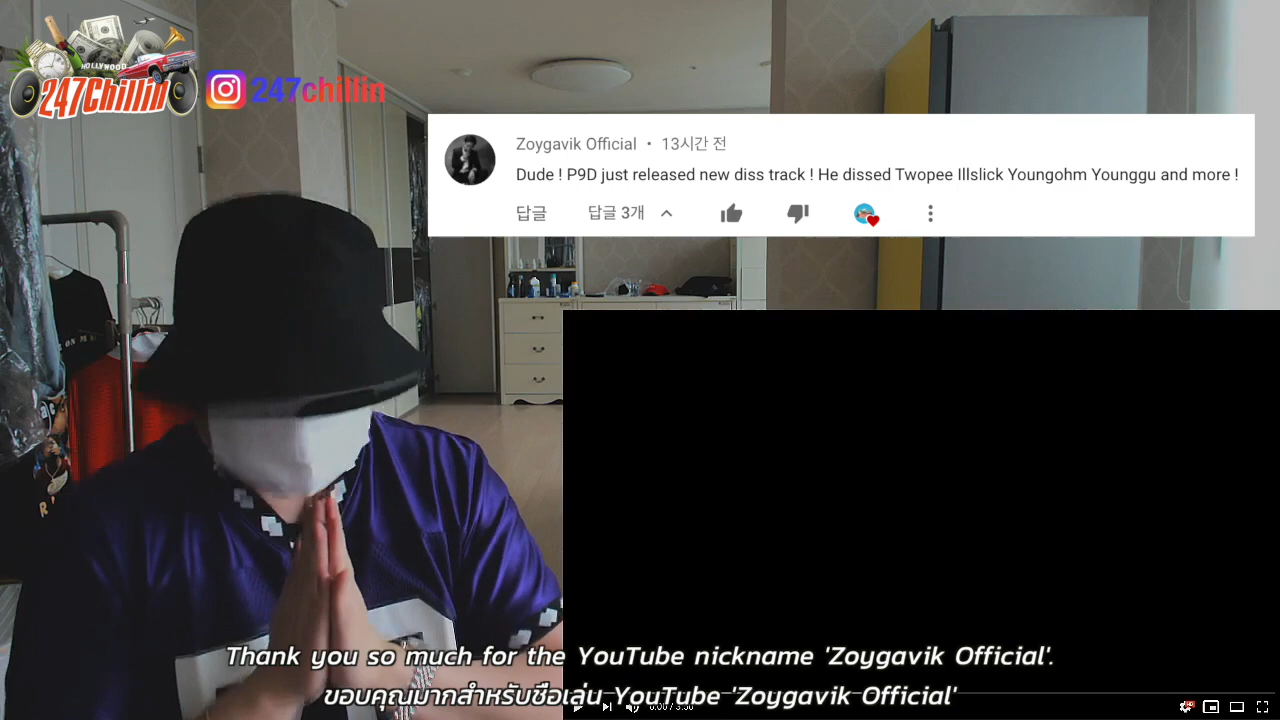 HOLLYWOOD
247Chillin
247chillin
Zoygavik Official • 13시간 전
Dude ! P9D just released new diss track ! He dissed Twopee Illslick Youngohm Younggu and more !
답글 답글 3개
Thank you so much for the YouTube nickname 'Zoygavik Official'.
ขอบคุณมากสำหรับชื่อเล่น YouTube 'Zoygavik Official'